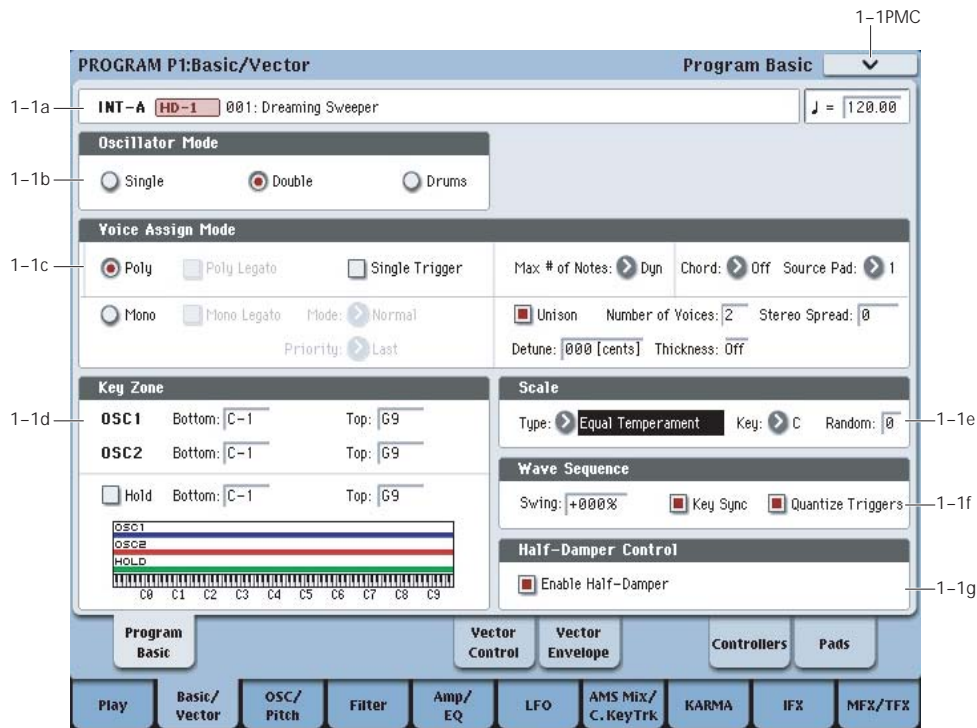 1–1PMC
PROGRAM P1:Basic/Vector Program Basic
1–1a INT-A HD-1 001: Dreaming Sweeper ♩ = 120.00
Oscillator Mode
1–1b Single Double Drums
Voice Assign Mode
1–1c Poly Poly Legato Single Trigger Max # of Notes: Dyn Chord: Off Source Pad: 1
Mono Mono Legato Mode: Normal Unison Number of Voices: 2 Stereo Spread: 0
Priority: Last Detune: 000 [cents] Thickness: Off
Key Zone Scale
1–1d OSC1 Bottom: C-1 Top: G9 Type: Equal Temperament Key: C Random: 0 1–1e
OSC2 Bottom: C-1 Top: G9
Wave Sequence
Hold Bottom: C-1 Top: G9 Swing: +000% Key Sync Quantize Triggers 1–1f
OSC1
OSC2
HOLD
C0 C1 C2 C3 C4 C5 C6 C7 C8 C9
Half-Damper Control
Enable Half-Damper 1–1g
Program Basic Vector Control Vector Envelope Controllers Pads
Play Basic/Vector OSC/Pitch Filter Amp/EQ LFO AMS Mix/C.KeyTrk KARMA IFX MFX/TFX